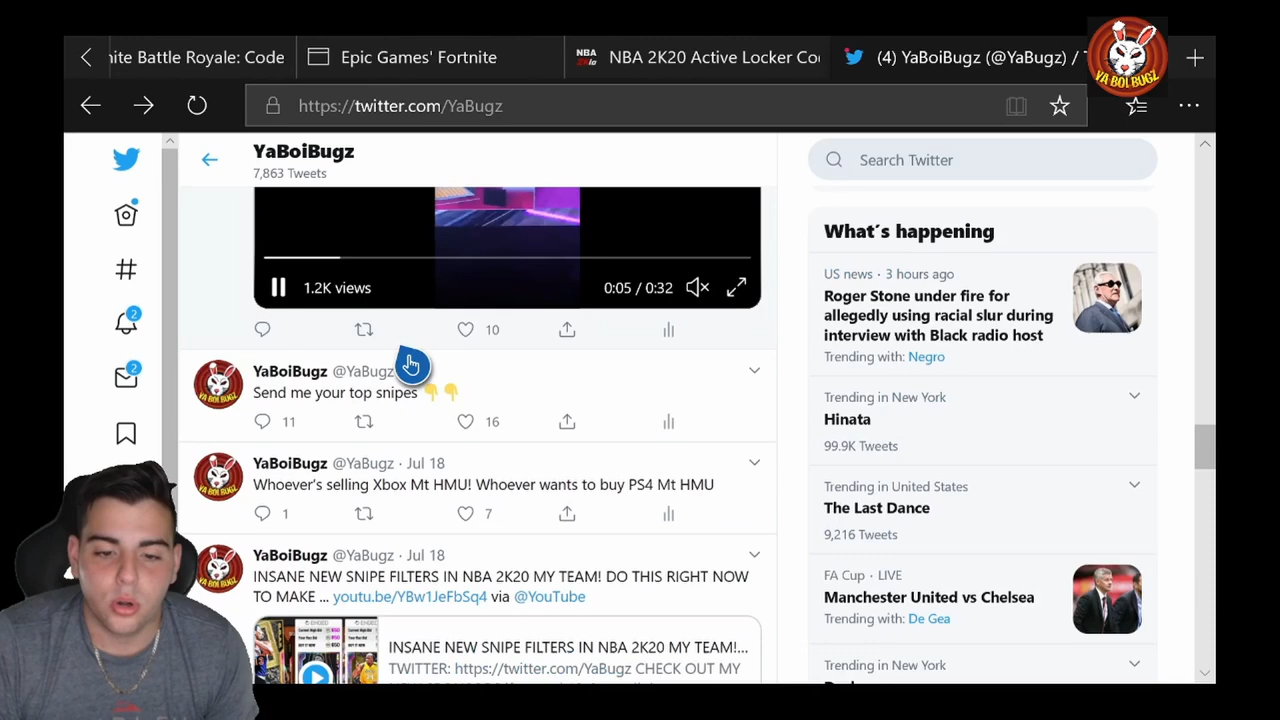 nite Battle Royale: Code
Epic Games' Fortnite
NBA 2K20 Active Locker Co
(4) YaBoiBugz (@YaBugz) /
YA BOI BUGZ
https://twitter.com/YaBugz
YaBoiBugz
7,863 Tweets
Search Twitter
1.2K views
0:05 / 0:32
10
What's happening
US news · 3 hours ago
Roger Stone under fire for
allegedly using racial slur during
interview with Black radio host
Trending with: Negro
YaBoiBugz @YaBugz
Send me your top snipes 👇👇
11
16
Trending in New York
Hinata
99.9K Tweets
YaBoiBugz @YaBugz · Jul 18
Whoever's selling Xbox Mt HMU! Whoever wants to buy PS4 Mt HMU
1
7
Trending in United States
The Last Dance
9,216 Tweets
YaBoiBugz @YaBugz · Jul 18
INSANE NEW SNIPE FILTERS IN NBA 2K20 MY TEAM! DO THIS RIGHT NOW
TO MAKE ... youtu.be/YBw1JeFbSq4 via @YouTube
FA Cup · LIVE
Manchester United vs Chelsea
Trending with: De Gea
INSANE NEW SNIPE FILTERS IN NBA 2K20 MY TEAM!...
TWITTER: https://twitter.com/YaBugz CHECK OUT MY
Trending in New York
2
2